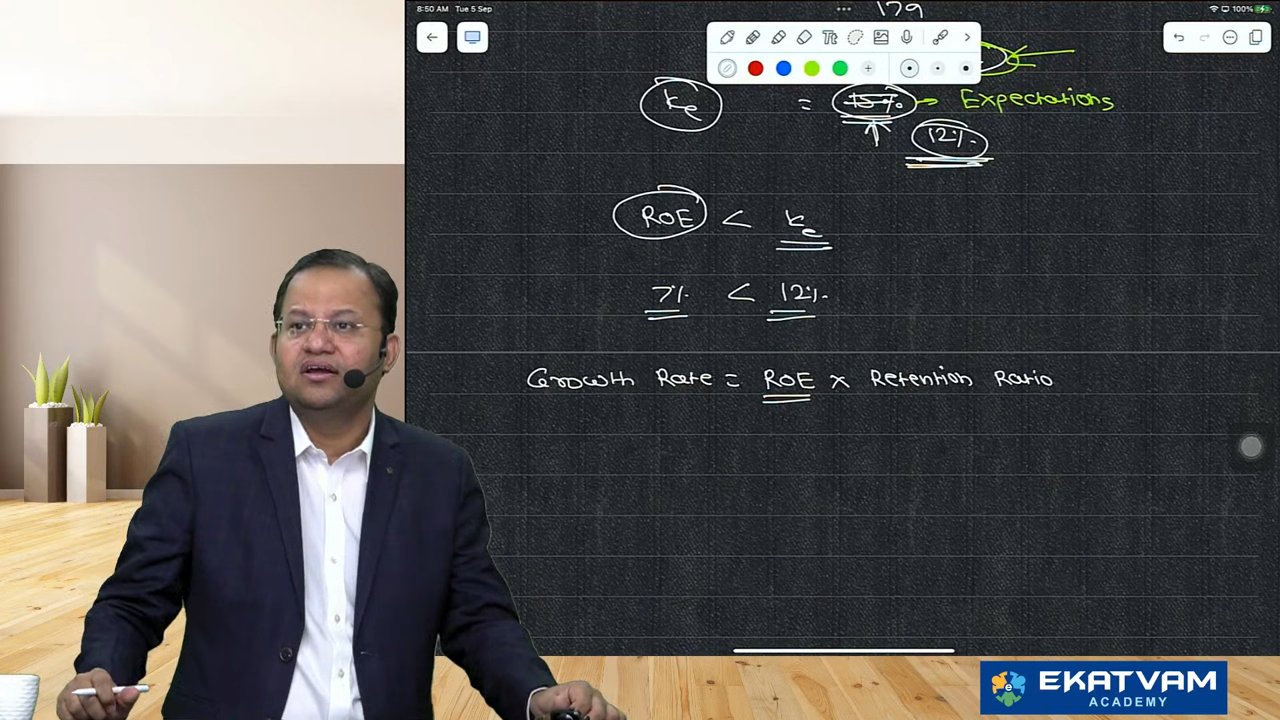 8:50 AM Tue 5 Sep
100%
179
Ke = 15%. → Expectations
12%.
ROE < Ke
7%. < 12%.
Growth Rate = ROE × Retention Ratio
EKATVAM
ACADEMY